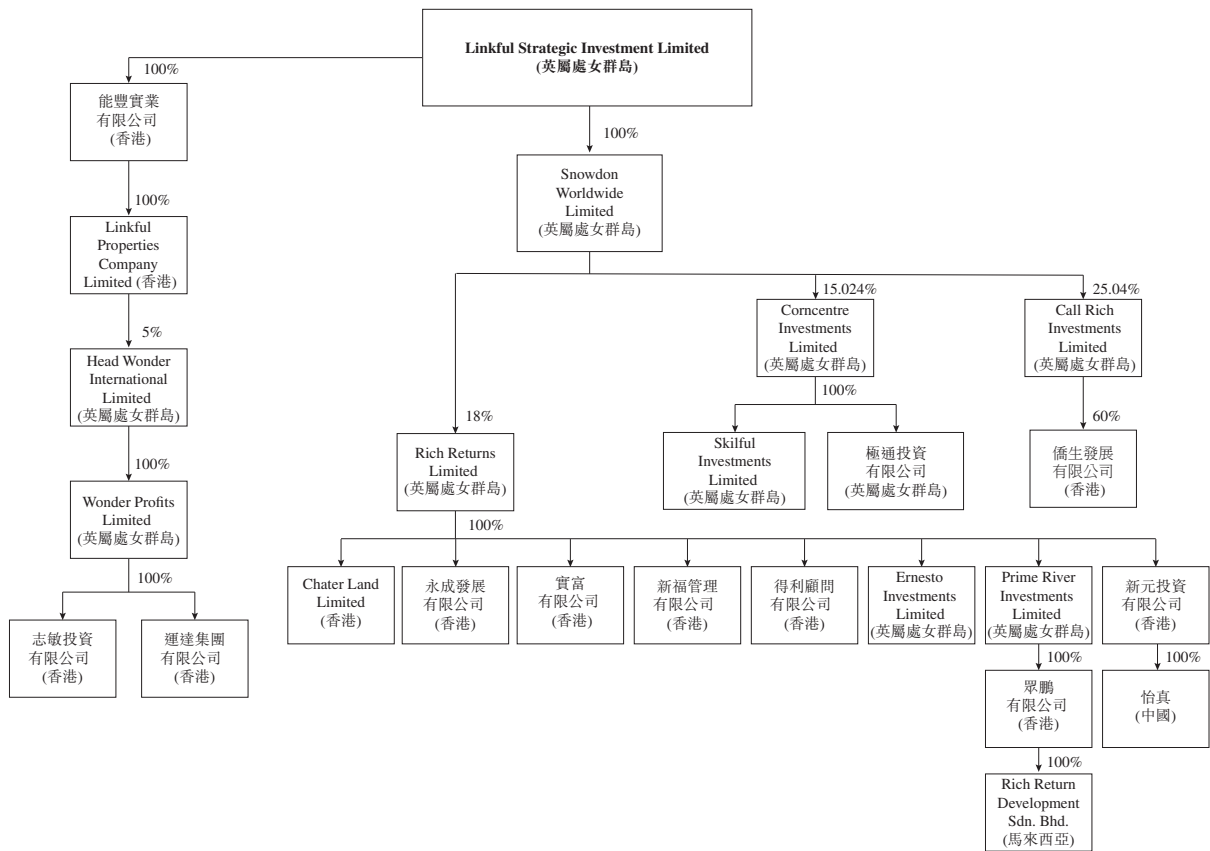 Linkful Strategic Investment Limited
(英屬處女群島)
100%
能豐實業
有限公司
(香港)
100%
Snowdon
Worldwide
Limited
(英屬處女群島)
100%
Linkful
Properties
Company
Limited (香港)
15.024%
25.04%
Corncentre
Investments
Limited
(英屬處女群島)
Call Rich
Investments
Limited
(英屬處女群島)
5%
Head Wonder
International
Limited
(英屬處女群島)
100%
60%
18%
Rich Returns
Limited
(英屬處女群島)
Skilful
Investments
Limited
(英屬處女群島)
極通投資
有限公司
(英屬處女群島)
僑生發展
有限公司
(香港)
100%
Wonder Profits
Limited
(英屬處女群島)
100%
Chater Land
Limited
(香港)
永成發展
有限公司
(香港)
實富
有限公司
(香港)
新福管理
有限公司
(香港)
得利顧問
有限公司
(香港)
Ernesto
Investments
Limited
(英屬處女群島)
Prime River
Investments
Limited
(英屬處女群島)
新元投資
有限公司
(香港)
100%
志敏投資
有限公司
(香港)
運達集團
有限公司
(香港)
100%
100%
眾鵬
有限公司
(香港)
怡真
(中國)
100%
Rich Return
Development
Sdn. Bhd.
(馬來西亞)